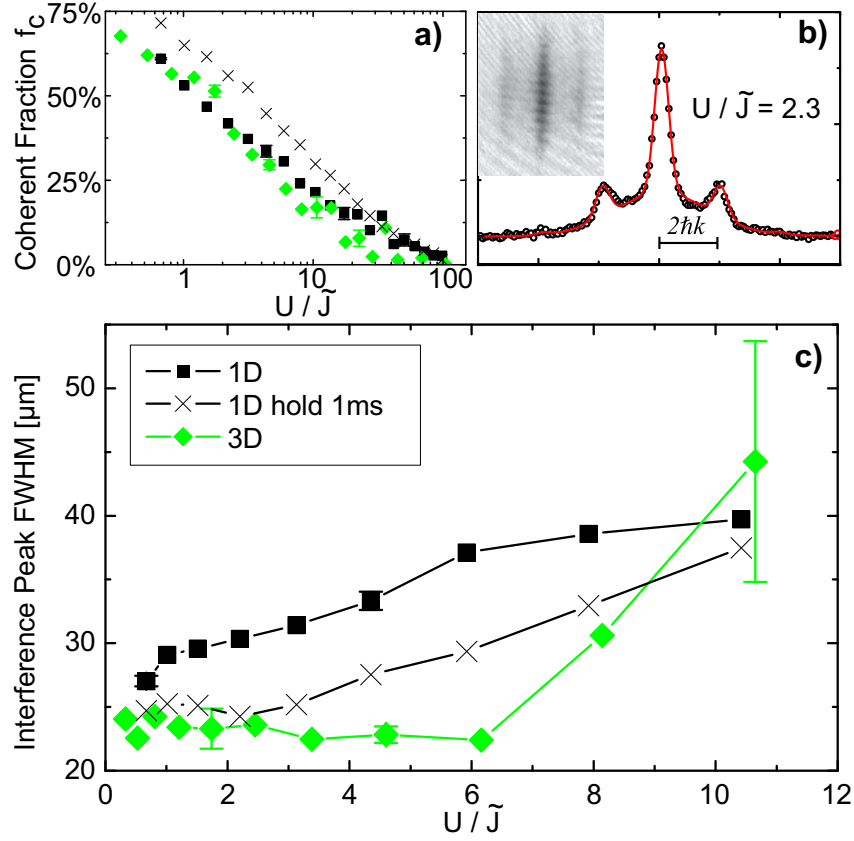 a)
Coherent Fraction f_c
75%
50%
25%
0%
1 10 100
U / J̃
b)
U / J̃ = 2.3
2ħk
c)
1D
1D hold 1ms
3D
Interference Peak FWHM [µm]
50
40
30
20
0 2 4 6 8 10 12
U / J̃